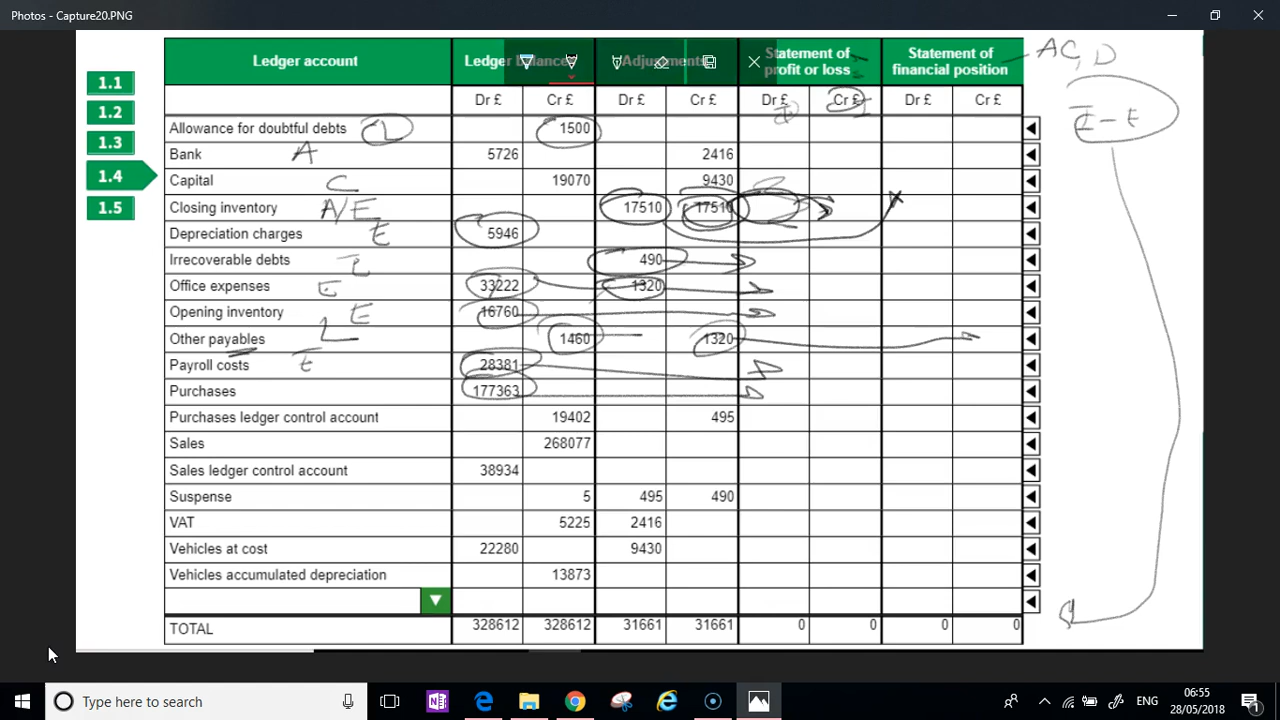 Photos - Capture20.PNG
Ledger account Ledger balances Adjustments Statement of profit or loss Statement of financial position AC, D
Dr £ Cr £ Dr £ Cr £ Dr £ Cr £ Dr £ Cr £
I - E
1.1
1.2
1.3
1.4
1.5
Allowance for doubtful debts L 1500
Bank A 5726 2416
Capital C 19070 9430
Closing inventory A/E 17510 17510
Depreciation charges E 5946
Irrecoverable debts 490
Office expenses E 33222 1320
Opening inventory E 16760
Other payables L 1460 1320
Payroll costs E 28381
Purchases 177363
Purchases ledger control account 19402 495
Sales 268077
Sales ledger control account 38934
Suspense 5 495 490
VAT 5225 2416
Vehicles at cost 22280 9430
Vehicles accumulated depreciation 13873
TOTAL 328612 328612 31661 31661 0 0 0 0
Type here to search
ENG
06:55
28/05/2018